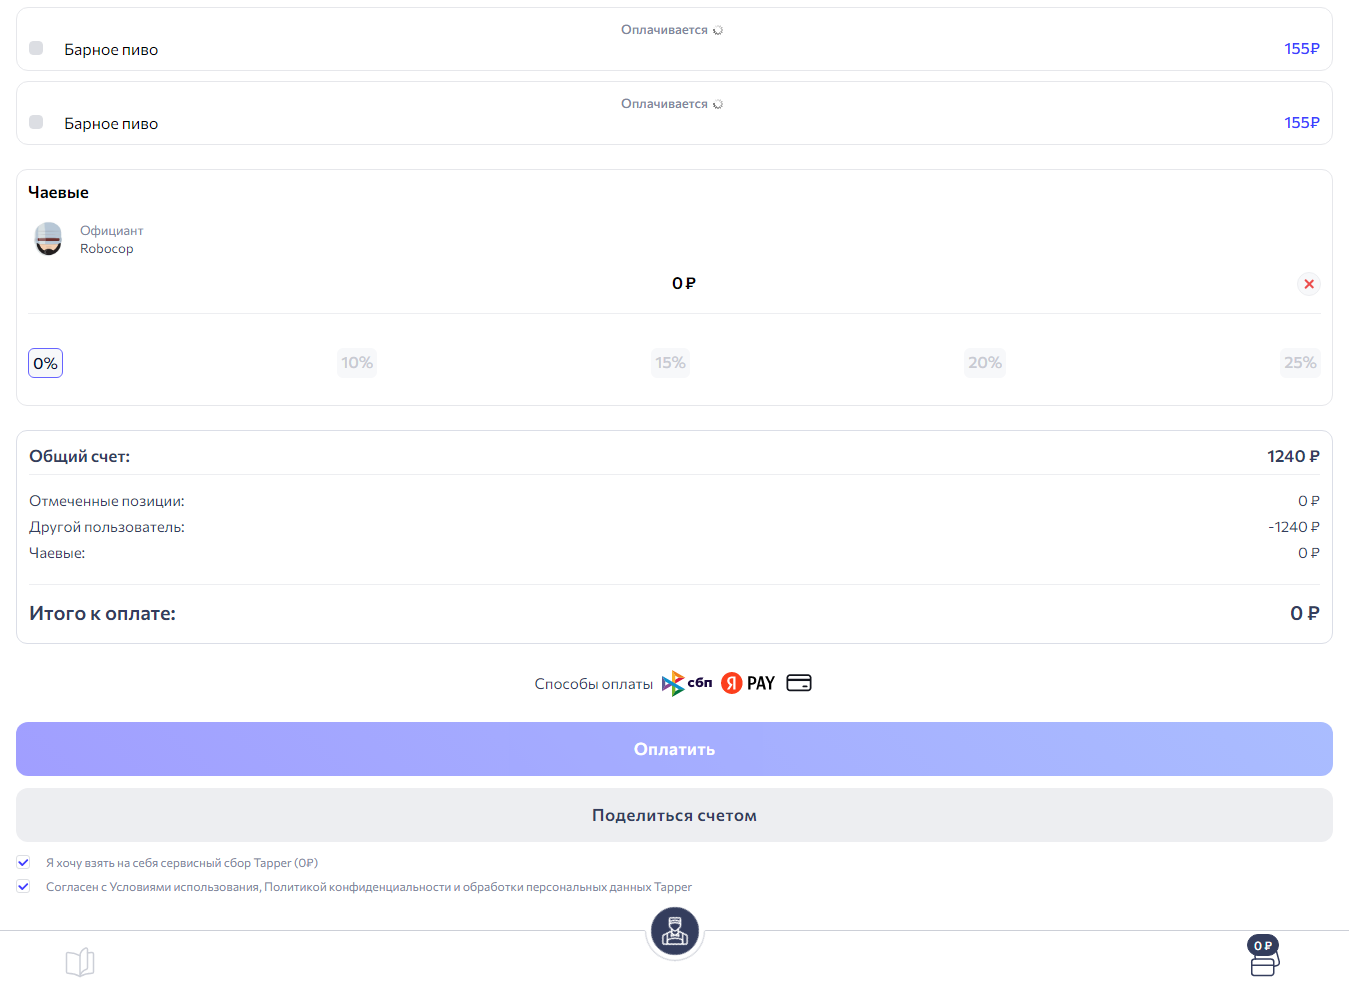 Оплачивается
Барное пиво 155₽
Оплачивается
Барное пиво 155₽
Чаевые
Официант
Robocop
0 ₽
0% 10% 15% 20% 25%
Общий счет: 1240 ₽
Отмеченные позиции: 0 ₽
Другой пользователь: -1240 ₽
Чаевые: 0 ₽
Итого к оплате: 0 ₽
Способы оплаты сбп Я PAY
Оплатить
Поделиться счетом
Я хочу взять на себя сервисный сбор Tapper (0₽)
Согласен с Условиями использования, Политикой конфиденциальности и обработки персональных данных Tapper
0 ₽